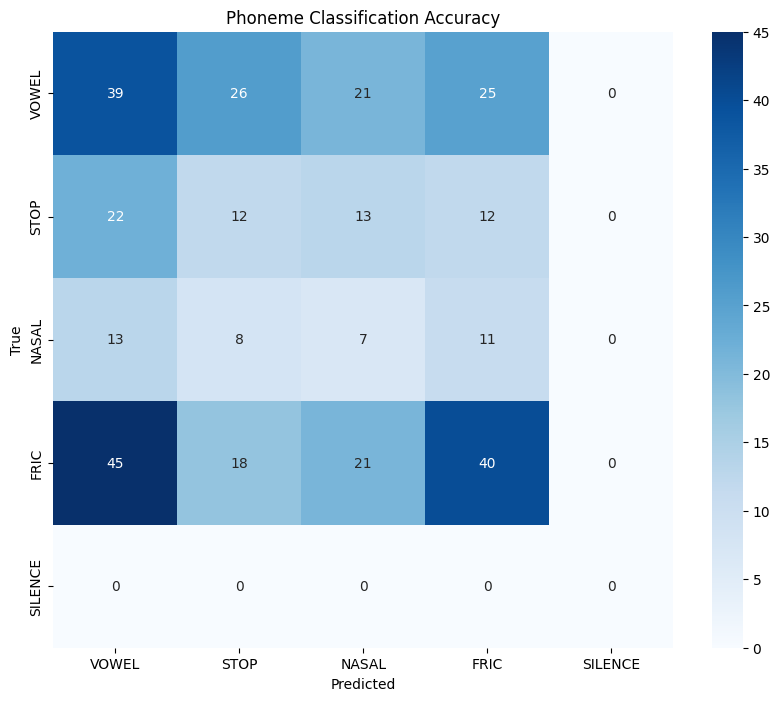 Phoneme Classification Accuracy
VOWEL 39 26 21 25 0
STOP 22 12 13 12 0
NASAL 13 8 7 11 0
FRIC 45 18 21 40 0
SILENCE 0 0 0 0 0
VOWEL STOP NASAL FRIC SILENCE
Predicted
True
45
40
35
30
25
20
15
10
5
0